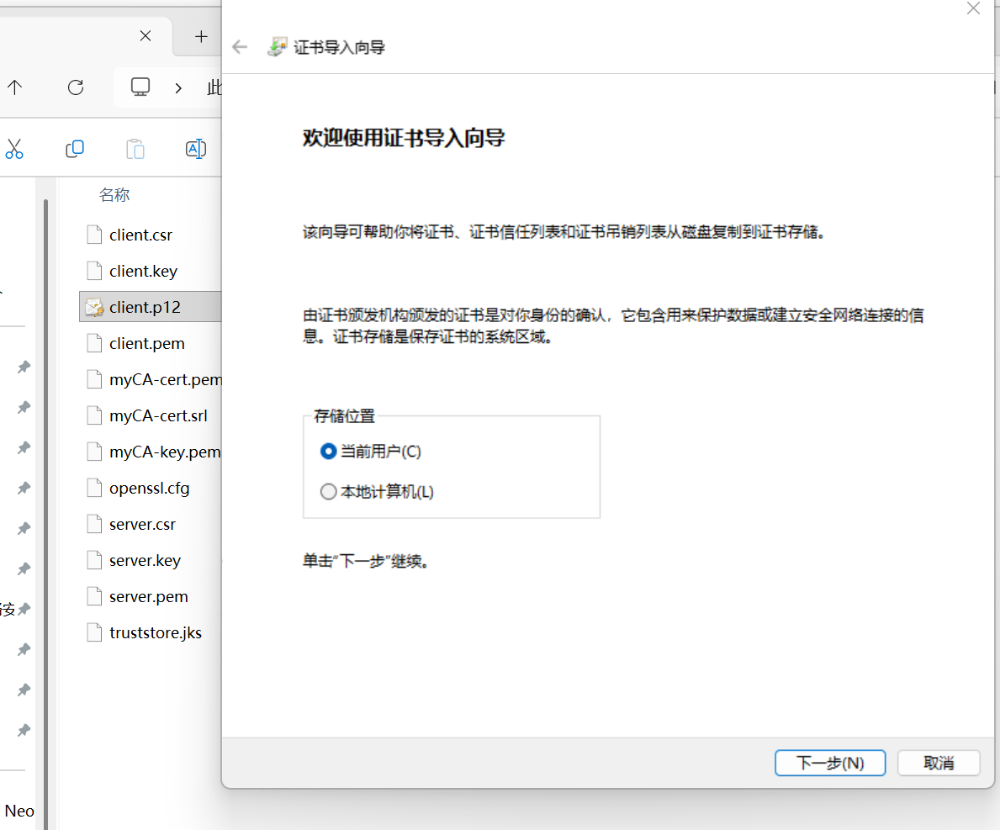 证书导入向导
此
欢迎使用证书导入向导
名称
该向导可帮助你将证书、证书信任列表和证书吊销列表从磁盘复制到证书存储。
client.csr
client.key
client.p12
client.pem
myCA-cert.pem
myCA-cert.srl
myCA-key.pem
openssl.cfg
server.csr
server.key
server.pem
truststore.jks
由证书颁发机构颁发的证书是对你身份的确认，它包含用来保护数据或建立安全网络连接的信
息。证书存储是保存证书的系统区域。
存储位置
当前用户(C)
本地计算机(L)
单击“下一步”继续。
安
下一步(N)
取消
Neo